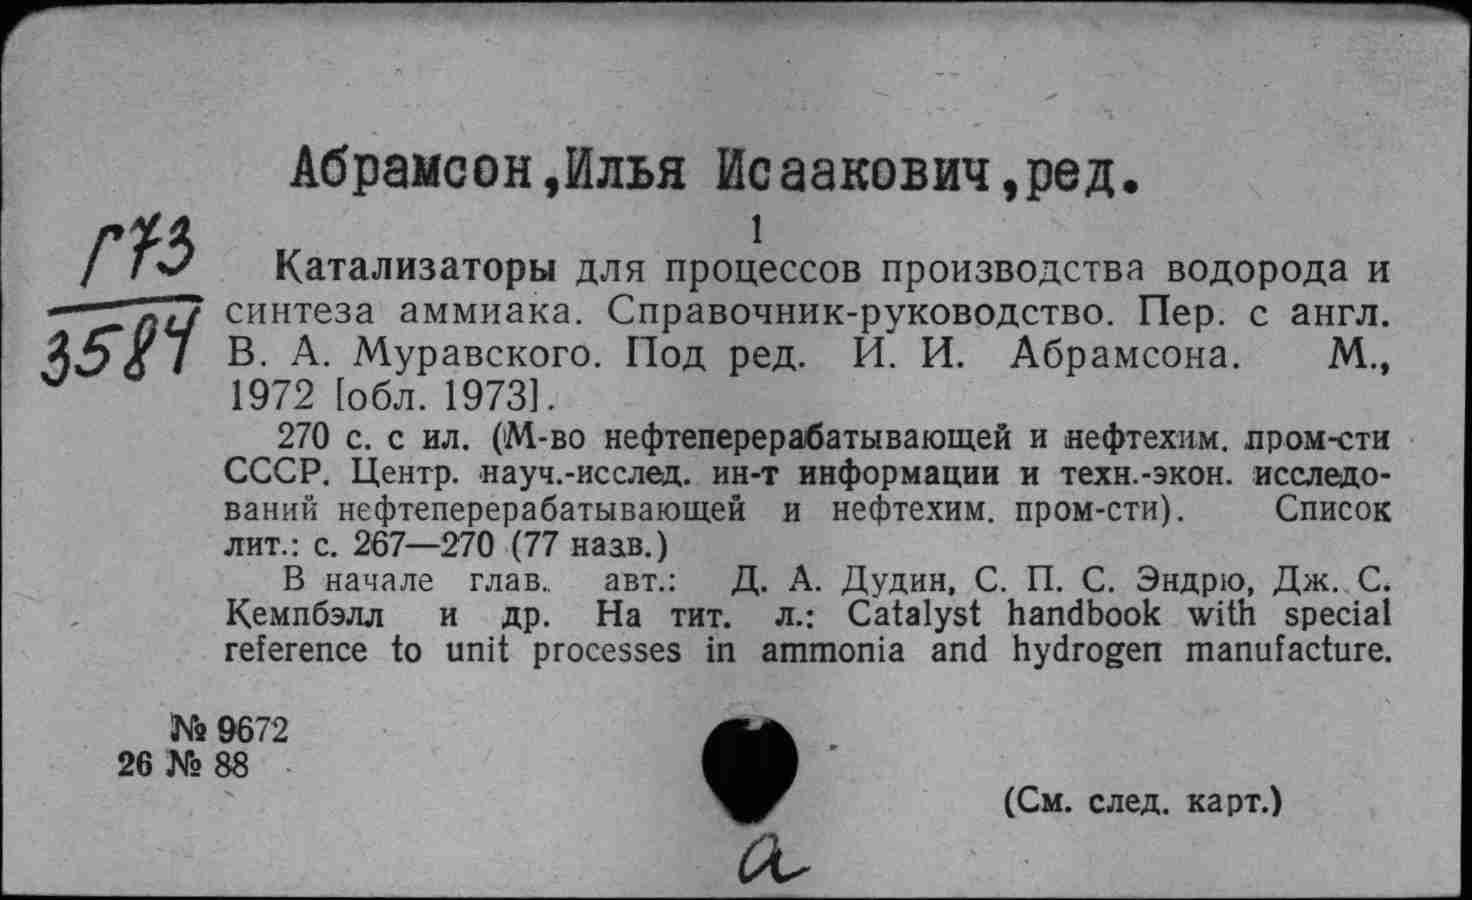 Абрамсон,Илья Исаакович,ред.
Г73
3584
1
Катализаторы для процессов производства водорода и
синтеза аммиака. Справочник-руководство. Пер. с англ.
В. А. Муравского. Под ред. И. И. Абрамсона. М.,
1972 [обл. 1973].
270 с. с ил. (М-во нефтеперерабатывающей и нефтехим. пром-сти
СССР. Центр. науч.-исслед. ин-т информации и техн.-экон. исследо-
ваний нефтеперерабатывающей и нефтехим. пром-сти). Список
лит.: с. 267—270 (77 назв.)
В начале глав. авт.: Д. А. Дудин, С. П. С. Эндрю, Дж. С.
Кемпбэлл и др. На тит. л.: Catalyst handbook with special
reference to unit processes in ammonia and hydrogen manufacture.
№ 9672
26 № 88
(См. след. карт.)
а